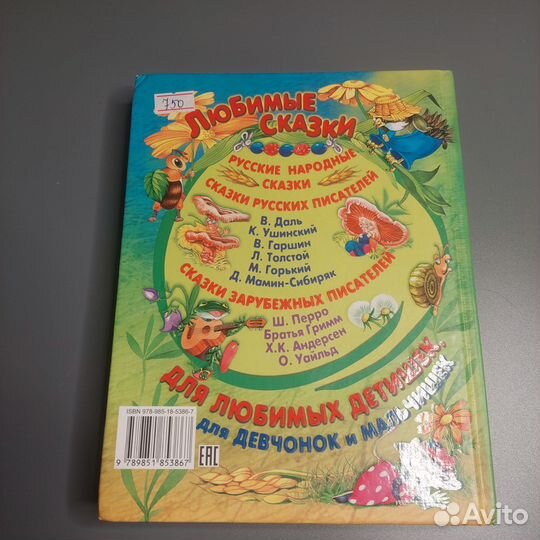 750
ЛЮБИМЫЕ
СКАЗКИ
РУССКИЕ НАРОДНЫЕ
СКАЗКИ
СКАЗКИ РУССКИХ ПИСАТЕЛЕЙ
В. Даль
К. Ушинский
В. Гаршин
Л. Толстой
М. Горький
Д. Мамин-Сибиряк
СКАЗКИ ЗАРУБЕЖНЫХ ПИСАТЕЛЕЙ
Ш. Перро
Братья Гримм
Х.К. Андерсен
О. Уайльд
ДЛЯ ЛЮБИМЫХ ДЕТИШЕК...
для ДЕВЧОНОК и МАЛЬЧИШЕК
ISBN 978-985-18-5386-7
9 789851 853867
EAC
Avito